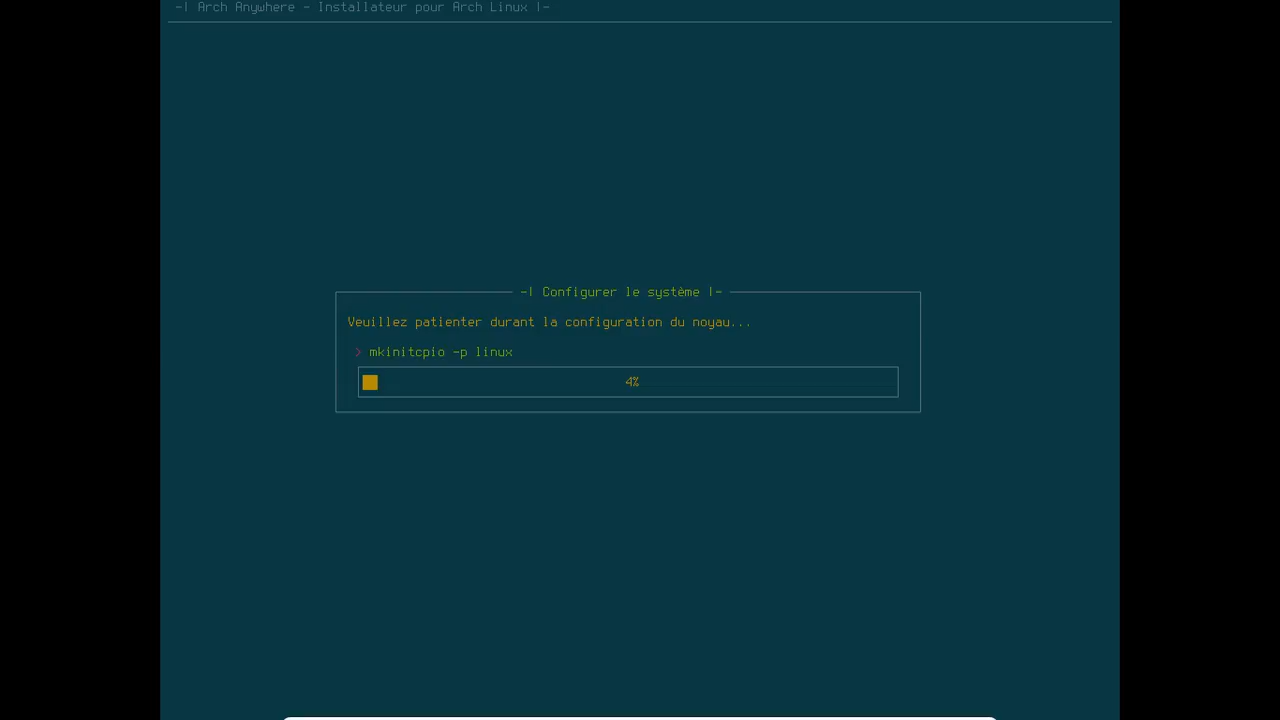 -| Arch Anywhere - Installateur pour Arch Linux |-
-| Configurer le système |-
Veuillez patienter durant la configuration du noyau...
> mkinitcpio -p linux
4%